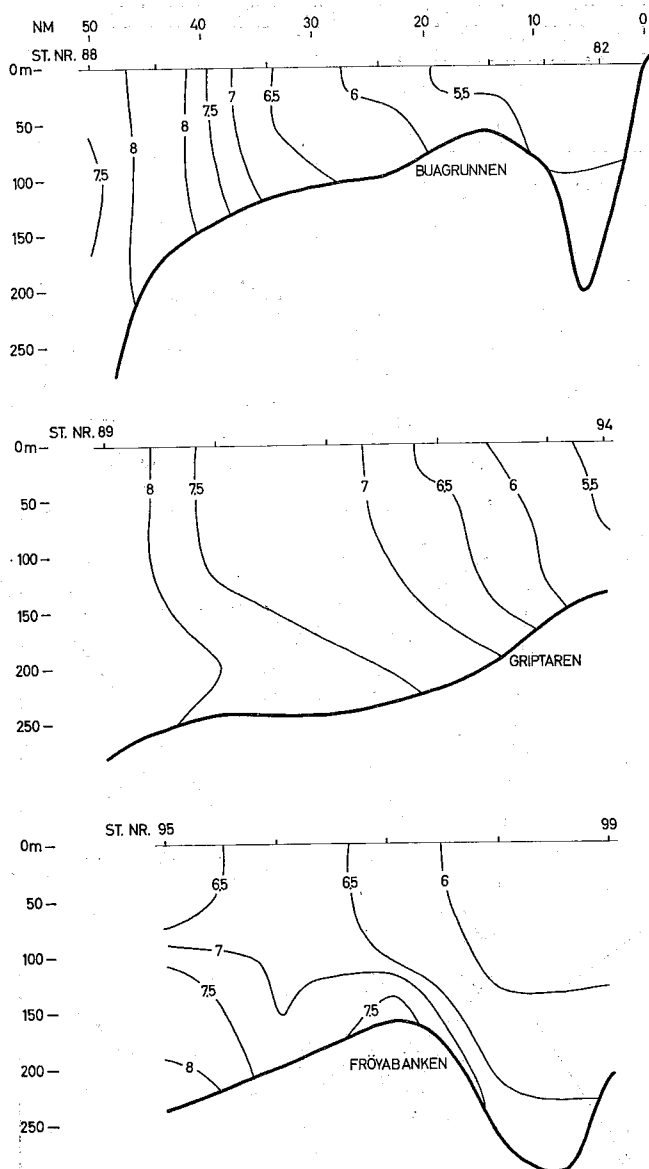 NM 50 40 30 20 10 0
ST. NR. 88 82
0m
8 8 7,5 7 6,5 6 5,5
50
7,5
100
BUAGRUNNEN
150
200
250
ST. NR. 89 94
0m
8 7,5 7 6,5 6 5,5
50
100
150
200
GRIPTAREN
250
ST. NR. 95 99
0m
6,5 6,5 6
50
100
7
7,5
150
7,5
200
8
FRÖYABANKEN
250